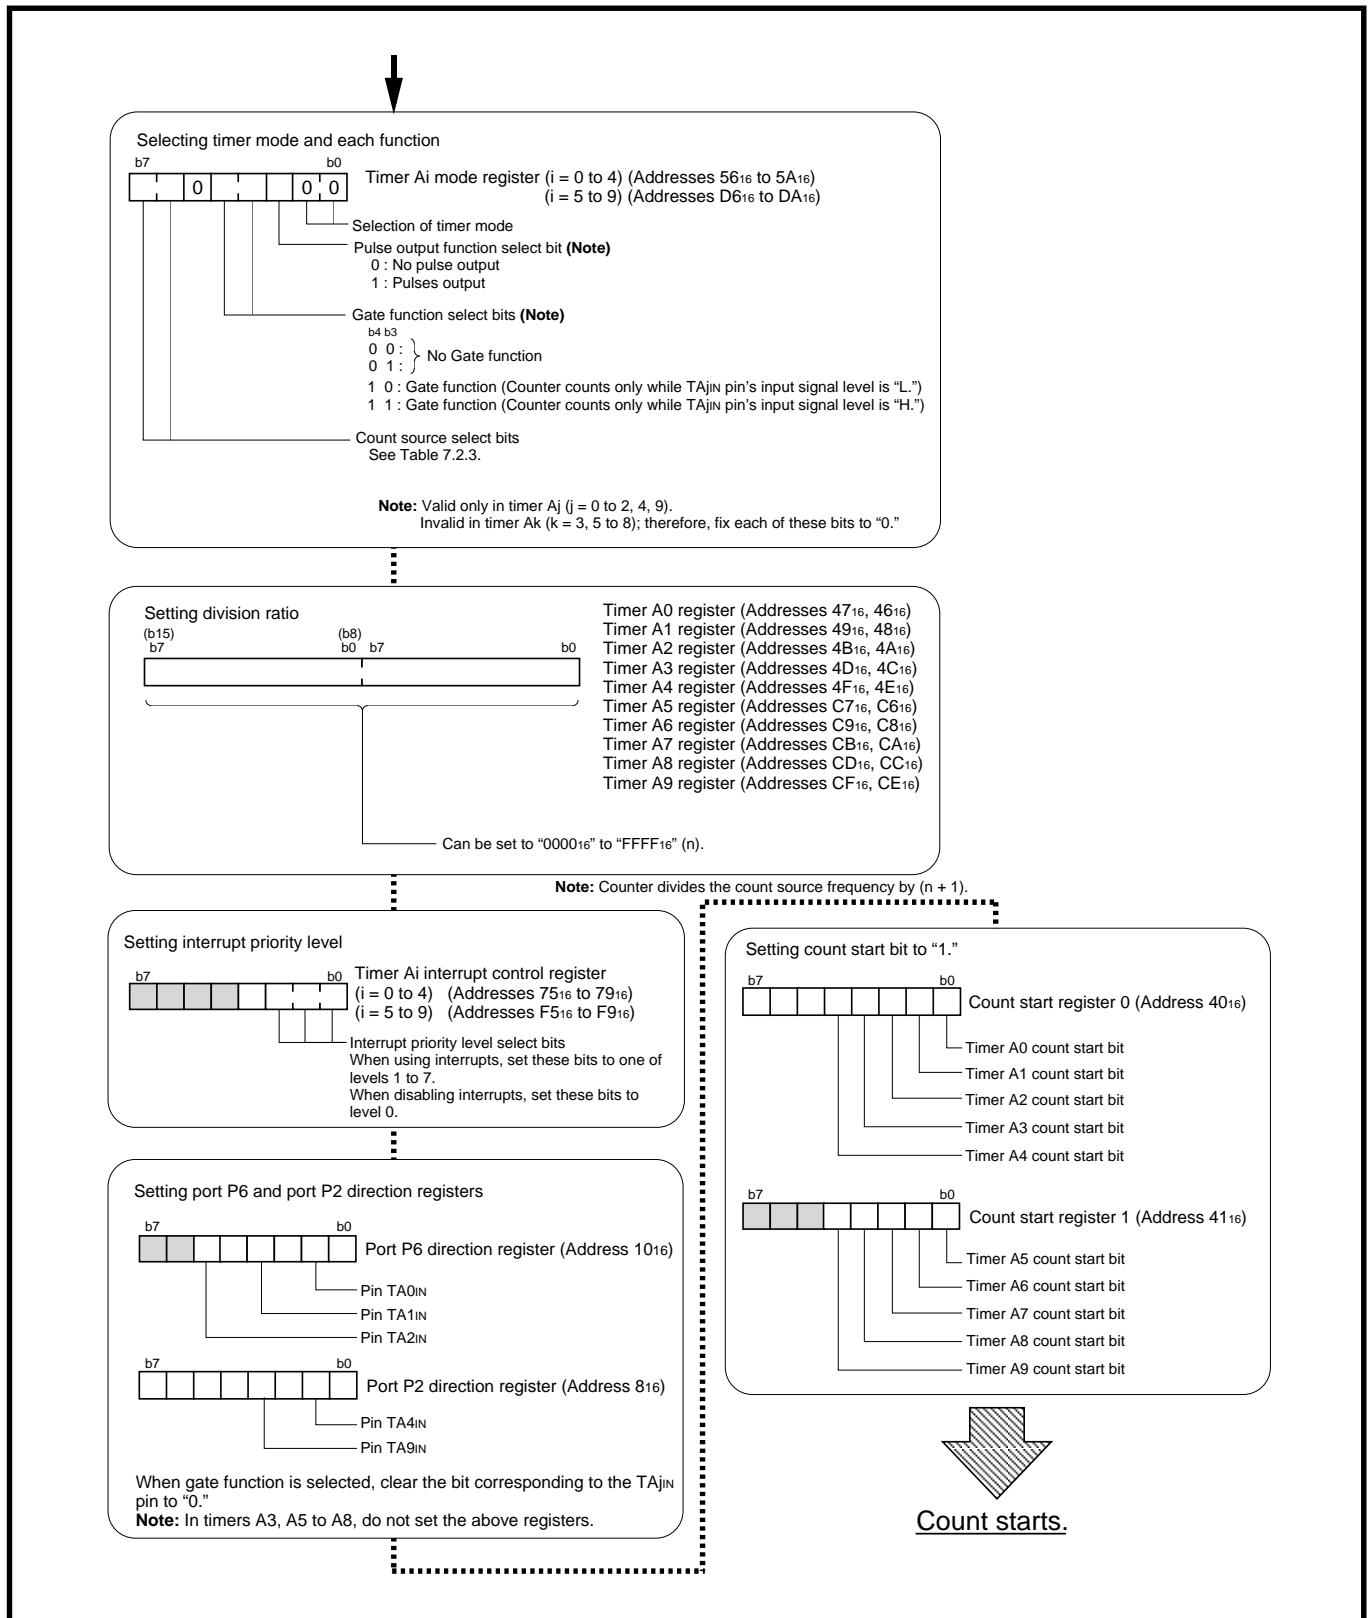 Selecting timer mode and each function
b7 b0
0 0 0
Timer Ai mode register (i = 0 to 4) (Addresses 5616 to 5A16)
(i = 5 to 9) (Addresses D616 to DA16)
Selection of timer mode
Pulse output function select bit (Note)
0 : No pulse output
1 : Pulses output
Gate function select bits (Note)
b4 b3
0 0 :
0 1 :
No Gate function
1 0 : Gate function (Counter counts only while TAjIN pin’s input signal level is “L.”)
1 1 : Gate function (Counter counts only while TAjIN pin’s input signal level is “H.”)
Count source select bits
See Table 7.2.3.
Note: Valid only in timer Aj (j = 0 to 2, 4, 9).
Invalid in timer Ak (k = 3, 5 to 8); therefore, fix each of these bits to “0.”
Setting division ratio
(b15) (b8)
b7 b0 b7 b0
Timer A0 register (Addresses 4716, 4616)
Timer A1 register (Addresses 4916, 4816)
Timer A2 register (Addresses 4B16, 4A16)
Timer A3 register (Addresses 4D16, 4C16)
Timer A4 register (Addresses 4F16, 4E16)
Timer A5 register (Addresses C716, C616)
Timer A6 register (Addresses C916, C816)
Timer A7 register (Addresses CB16, CA16)
Timer A8 register (Addresses CD16, CC16)
Timer A9 register (Addresses CF16, CE16)
Can be set to “000016” to “FFFF16” (n).
Note: Counter divides the count source frequency by (n + 1).
Setting interrupt priority level
b7 b0
Timer Ai interrupt control register
(i = 0 to 4) (Addresses 7516 to 7916)
(i = 5 to 9) (Addresses F516 to F916)
Interrupt priority level select bits
When using interrupts, set these bits to one of
levels 1 to 7.
When disabling interrupts, set these bits to
level 0.
Setting port P6 and port P2 direction registers
b7 b0
Port P6 direction register (Address 1016)
Pin TA0IN
Pin TA1IN
Pin TA2IN
b7 b0
Port P2 direction register (Address 816)
Pin TA4IN
Pin TA9IN
When gate function is selected, clear the bit corresponding to the TAjIN
pin to “0.”
Note: In timers A3, A5 to A8, do not set the above registers.
Setting count start bit to “1.”
b7 b0
Count start register 0 (Address 4016)
Timer A0 count start bit
Timer A1 count start bit
Timer A2 count start bit
Timer A3 count start bit
Timer A4 count start bit
b7 b0
Count start register 1 (Address 4116)
Timer A5 count start bit
Timer A6 count start bit
Timer A7 count start bit
Timer A8 count start bit
Timer A9 count start bit
Count starts.